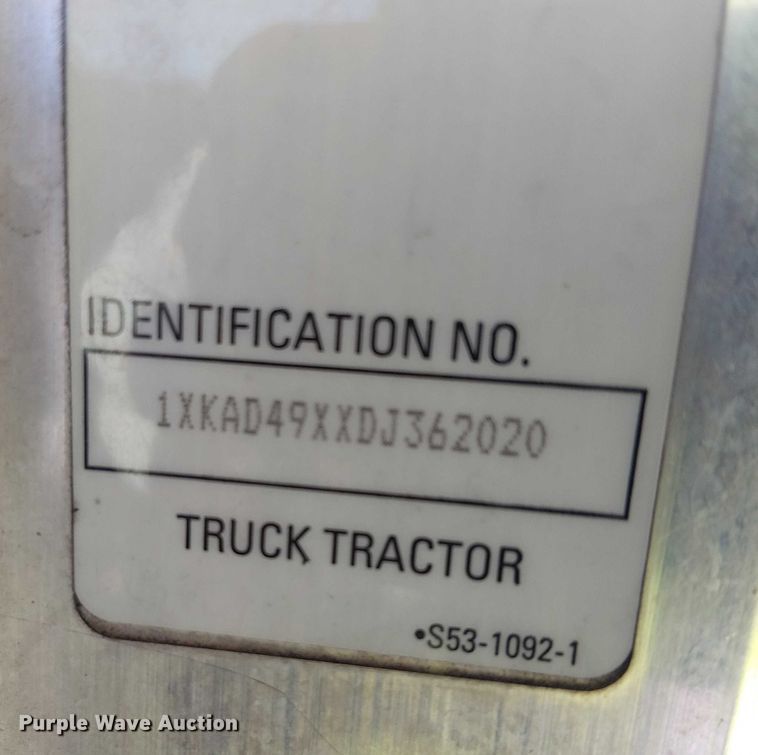 IDENTIFICATION NO.
1XKAD49XXDJ362020
TRUCK TRACTOR
•S53-1092-1
Purple Wave Auction